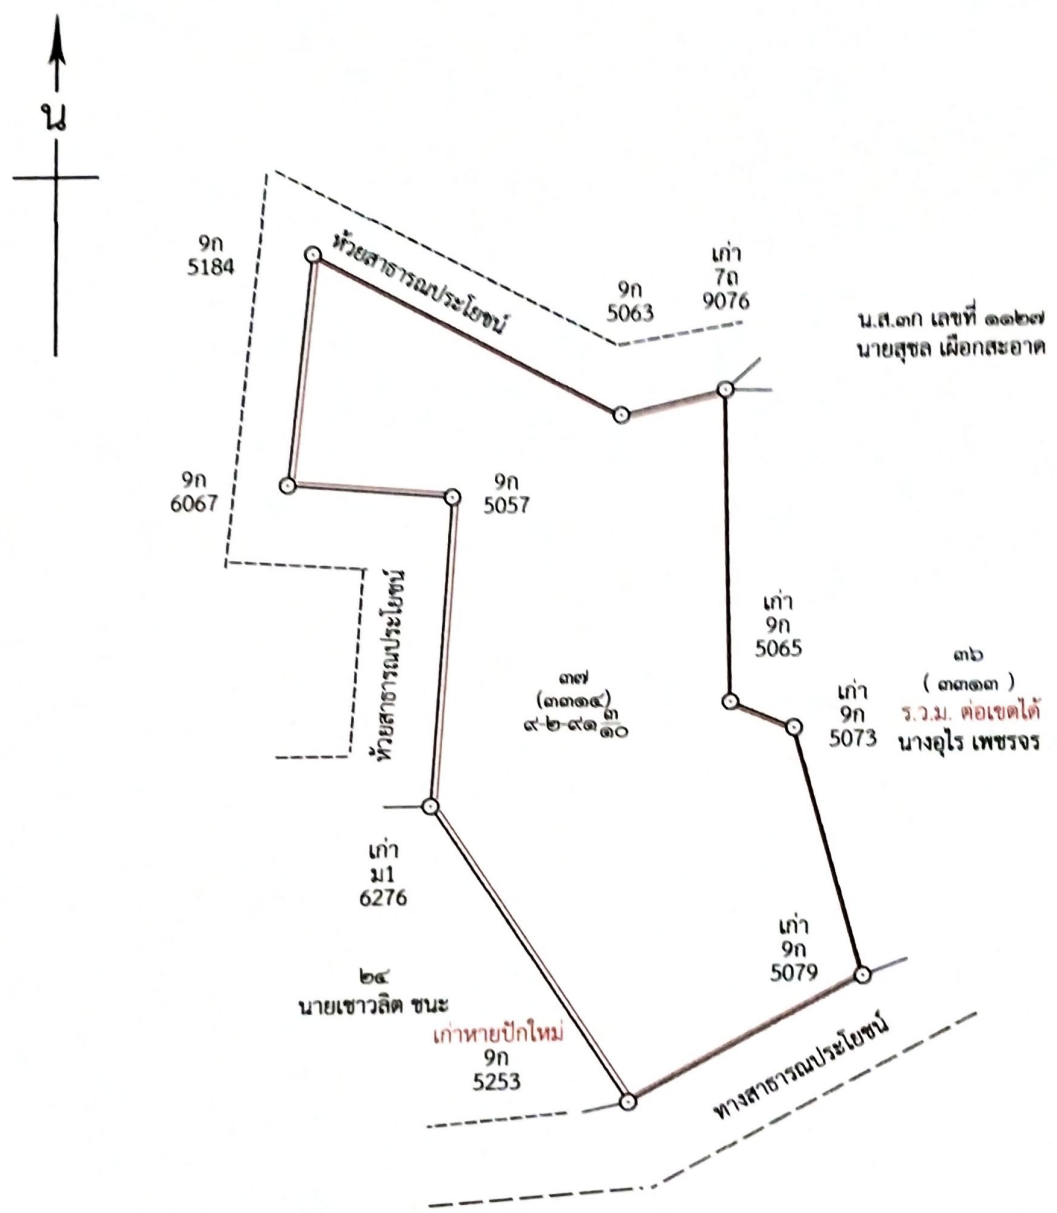 น
9ก
5184
ห้วยสาธารณประโยชน์
9ก
5063
เก่า
7ถ
9076
น.ส.๓ก เลขที่ ๑๑๒๗
นายสุชล เผือกสะอาด
9ก
6067
9ก
5057
ห้วยสาธารณประโยชน์
เก่า
9ก
5065
๓๗
(๓๓๑๔)
๙-๒-๙๑ ๓/๑๐
เก่า
9ก
5073
๓๖
( ๓๓๑๓ )
ร.ว.ม. ต่อเขตได้
นางอุไร เพชรจร
เก่า
ม1
6276
เก่า
9ก
5079
๒๔
นายเชาวลิต ชนะ
เก่าหายปักใหม่
9ก
5253
ทางสาธารณประโยชน์